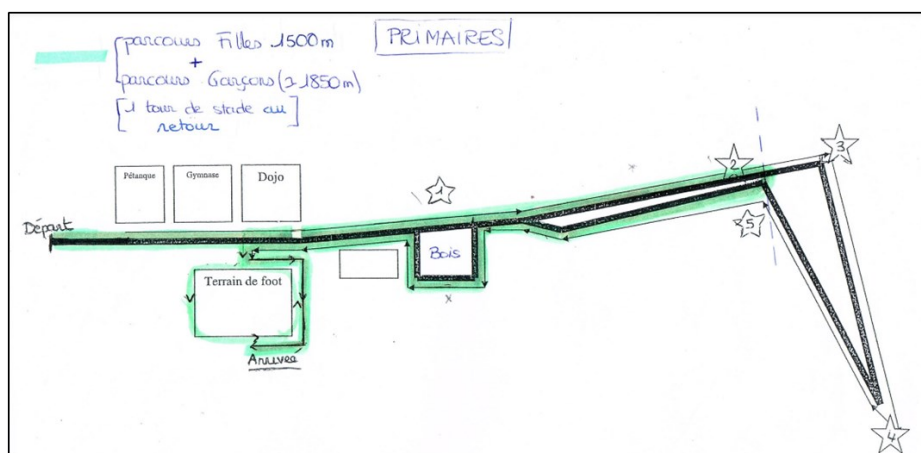 parcours Filles 1500m
+
parcours Garçons (± 1850m)
[1 tour de stade au
retour]
PRIMAIRES
Pétanque
Gymnase
Dojo
Départ
1
2
3
Bois
5
Terrain de foot
x
Arrivée
4